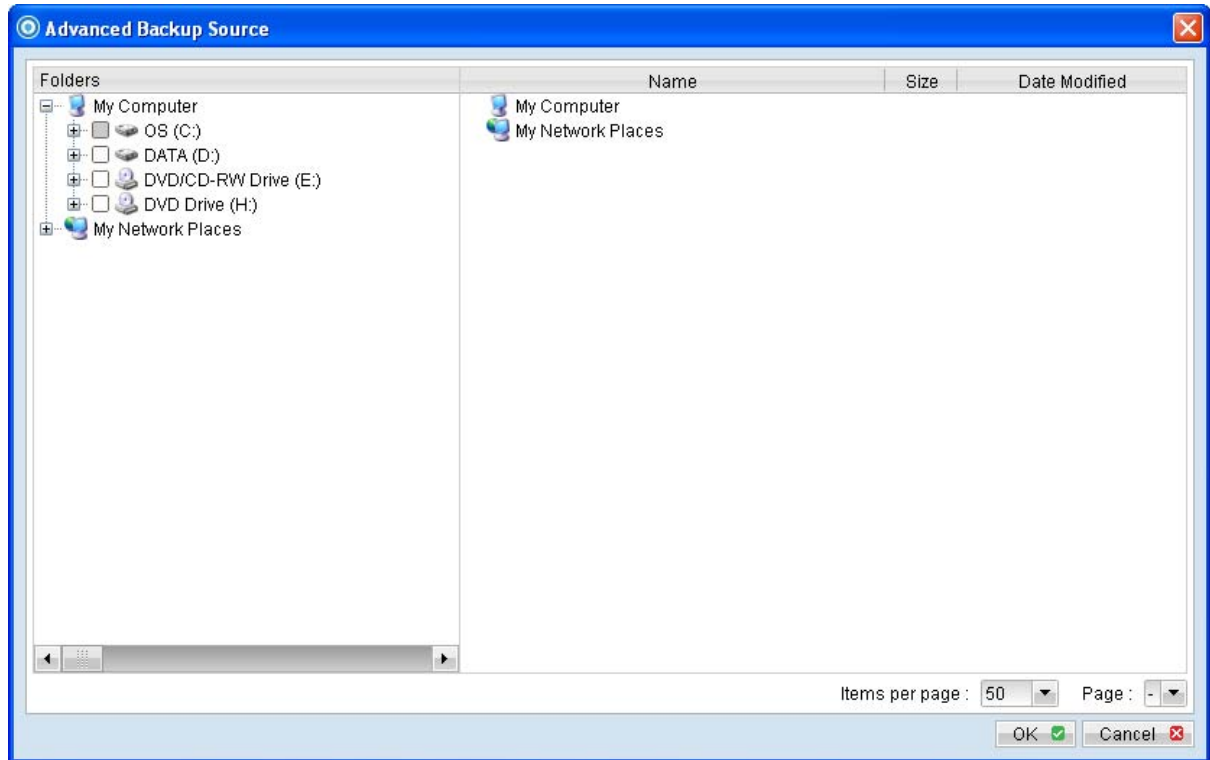 Advanced Backup Source
Folders Name Size Date Modified
My Computer
OS (C:)
DATA (D:)
DVD/CD-RW Drive (E:)
DVD Drive (H:)
My Network Places
My Computer
My Network Places
Items per page : 50 Page : -
OK Cancel